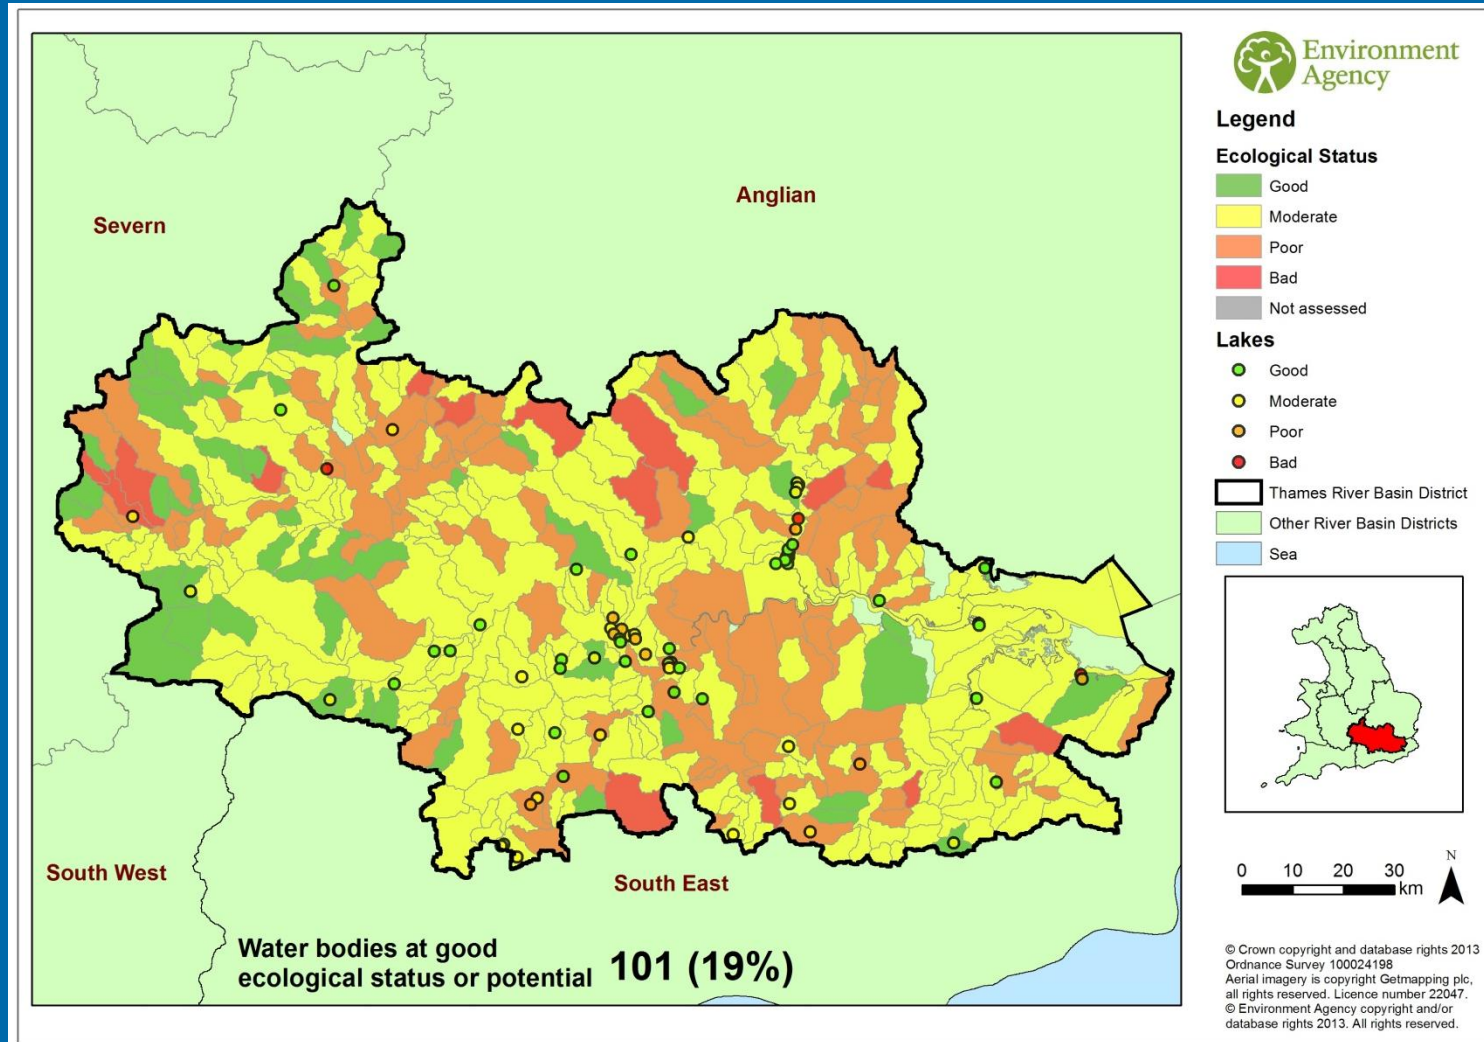 Severn
Anglian
South West
South East
Water bodies at good
ecological status or potential
101 (19%)
Environment
Agency
Legend
Ecological Status
Good
Moderate
Poor
Bad
Not assessed
Lakes
Good
Moderate
Poor
Bad
Thames River Basin District
Other River Basin Districts
Sea
0 10 20 30
km
N
© Crown copyright and database rights 2013
Ordnance Survey 100024198
Aerial imagery is copyright Getmapping plc,
all rights reserved. Licence number 22047.
© Environment Agency copyright and/or
database rights 2013. All rights reserved.